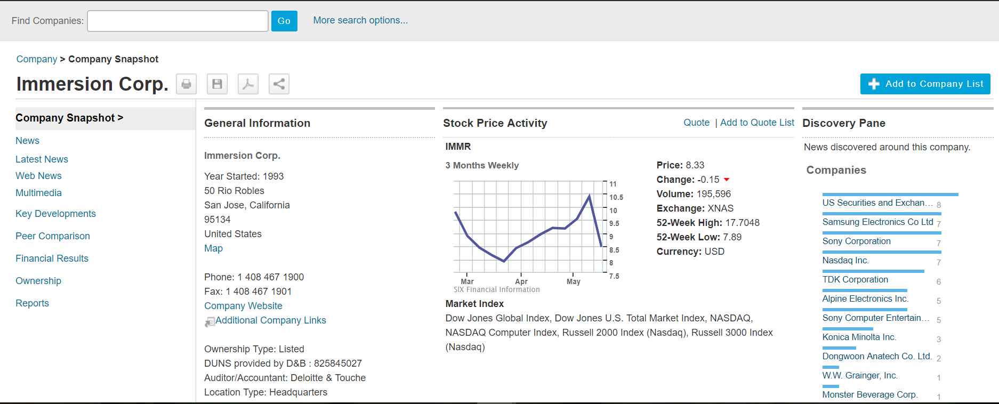 Find Companies:
Go
More search options...
Company > Company Snapshot
Immersion Corp.
Add to Company List
Company Snapshot >
News
Latest News
Web News
Multimedia
Key Developments
Peer Comparison
Financial Results
Ownership
Reports
General Information
Immersion Corp.
Year Started: 1993
50 Rio Robles
San Jose, California
95134
United States
Map
Phone: 1 408 467 1900
Fax: 1 408 467 1901
Company Website
Additional Company Links
Ownership Type: Listed
DUNS provided by D&B : 825845027
Auditor/Accountant: Deloitte & Touche
Location Type: Headquarters
Stock Price Activity
Quote | Add to Quote List
IMMR
3 Months Weekly
11
10.5
10
9.5
9
8.5
8
7.5
Mar Apr May
SIX Financial Information
Price: 8.33
Change: -0.15
Volume: 195,596
Exchange: XNAS
52-Week High: 17.7048
52-Week Low: 7.89
Currency: USD
Market Index
Dow Jones Global Index, Dow Jones U.S. Total Market Index, NASDAQ,
NASDAQ Computer Index, Russell 2000 Index (Nasdaq), Russell 3000 Index
(Nasdaq)
Discovery Pane
News discovered around this company.
Companies
US Securities and Exchan... 8
Samsung Electronics Co Ltd 7
Sony Corporation 7
Nasdaq Inc. 7
TDK Corporation 6
Alpine Electronics Inc. 5
Sony Computer Entertain... 5
Konica Minolta Inc. 3
Dongwoon Anatech Co. Ltd. 2
W.W. Grainger, Inc. 1
Monster Beverage Corp. 1